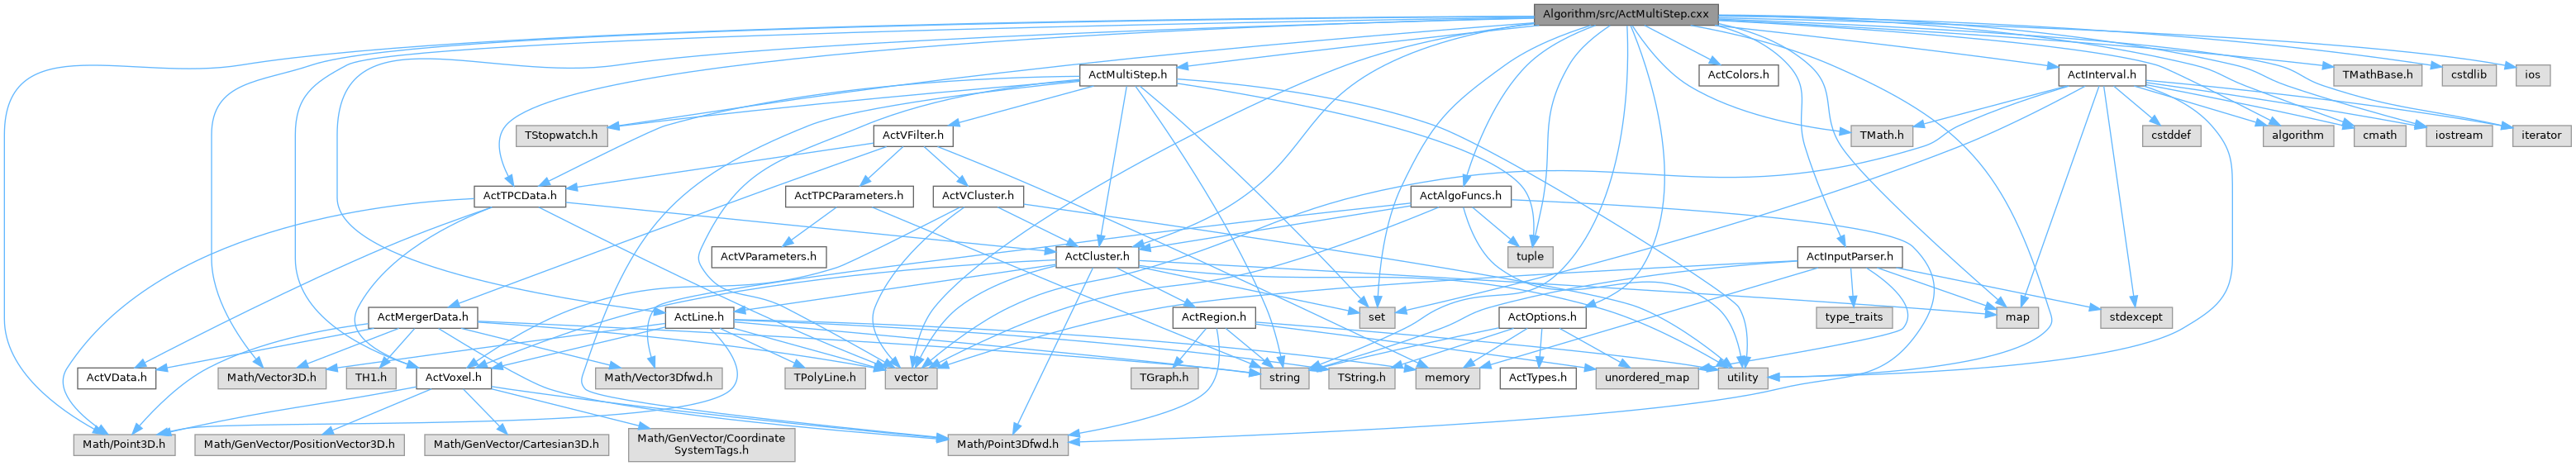 Algorithm/src/ActMultiStep.cxx
ActMultiStep.h
ActColors.h
ActInterval.h
TMathBase.h
cstdlib
ios
TStopwatch.h
ActVFilter.h
TMath.h
cstddef
algorithm
cmath
iostream
iterator
ActTPCData.h
ActTPCParameters.h
ActVCluster.h
ActAlgoFuncs.h
ActVParameters.h
ActCluster.h
tuple
ActInputParser.h
ActMergerData.h
ActLine.h
ActRegion.h
set
ActOptions.h
type_traits
map
stdexcept
ActVData.h
Math/Vector3D.h
TH1.h
ActVoxel.h
Math/Vector3Dfwd.h
TPolyLine.h
vector
TGraph.h
string
TString.h
memory
ActTypes.h
unordered_map
utility
Math/Point3D.h
Math/GenVector/PositionVector3D.h
Math/GenVector/Cartesian3D.h
Math/GenVector/Coordinate
SystemTags.h
Math/Point3Dfwd.h